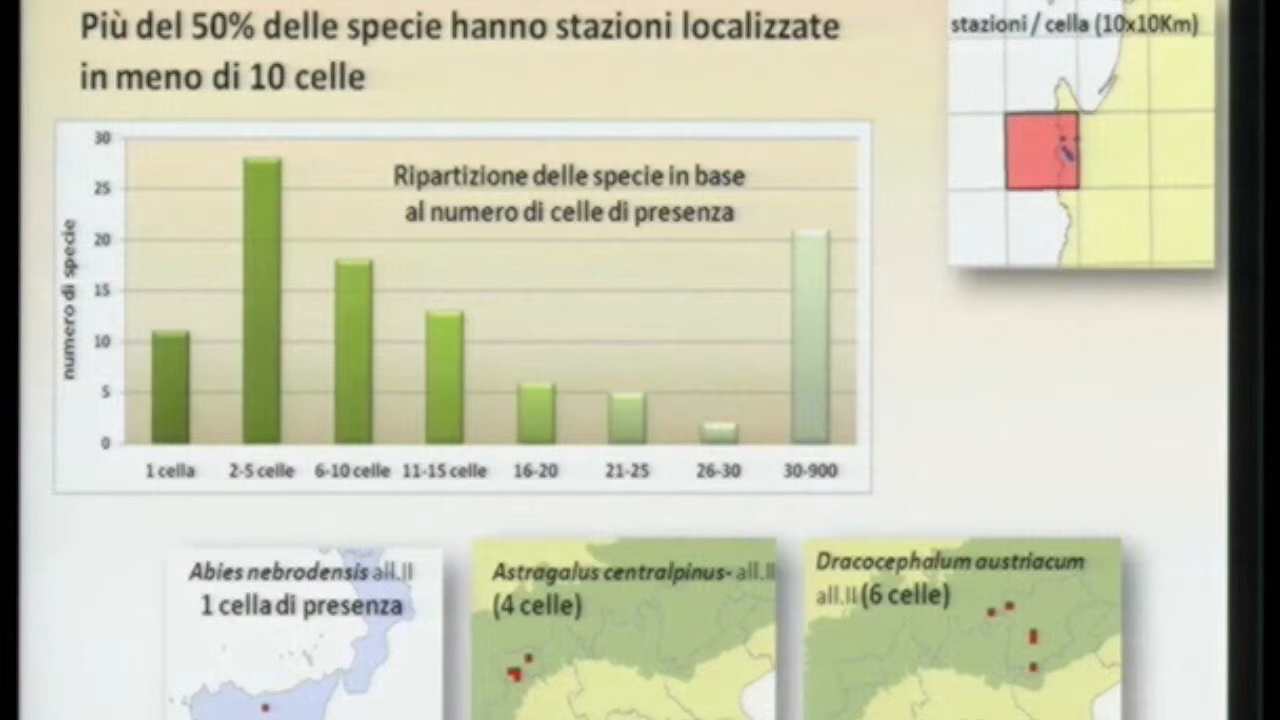 Più del 50% delle specie hanno stazioni localizzate
in meno di 10 celle
stazioni / cella (10x10Km)
Ripartizione delle specie in base
al numero di celle di presenza
numero di specie
30
25
20
15
10
5
0
1 cella 2-5 celle 6-10 celle 11-15 celle 16-20 21-25 26-30 30-900
Abies nebrodensis all.II
1 cella di presenza
Astragalus centralpinus- all.II
(4 celle)
Dracocephalum austriacum
all.II (6 celle)